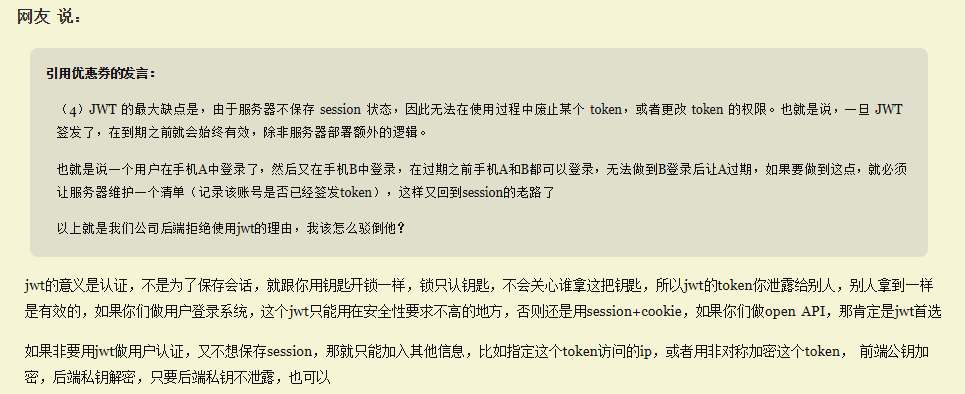 网友 说：
引用优惠券的发言：
（4）JWT 的最大缺点是，由于服务器不保存 session 状态，因此无法在使用过程中废止某个 token，或者更改 token 的权限。也就是说，一旦 JWT
签发了，在到期之前就会始终有效，除非服务器部署额外的逻辑。
也就是说一个用户在手机A中登录了，然后又在手机B中登录，在过期之前手机A和B都可以登录，无法做到B登录后让A过期，如果要做到这点，就必须
让服务器维护一个清单（记录该账号是否已经签发token），这样又回到session的老路了
以上就是我们公司后端拒绝使用jwt的理由，我该怎么驳倒他？
jwt的意义是认证，不是为了保存会话，就跟你用钥匙开锁一样，锁只认钥匙，不会关心谁拿这把钥匙，所以jwt的token你泄露给别人，别人拿到一样
是有效的，如果你们做用户登录系统，这个jwt只能用在安全性要求不高的地方，否则还是用session+cookie，如果你们做open API，那肯定是jwt首选
如果非要用jwt做用户认证，又不想保存session，那就只能加入其他信息，比如指定这个token访问的ip，或者用非对称加密这个token， 前端公钥加
密，后端私钥解密，只要后端私钥不泄露，也可以